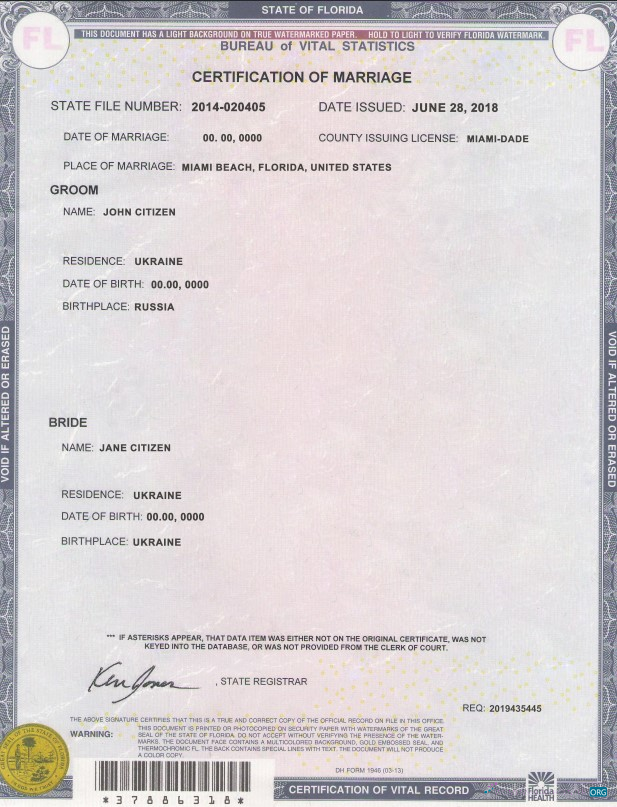 STATE OF FLORIDA
THIS DOCUMENT HAS A LIGHT BACKGROUND ON TRUE WATERMARKED PAPER. HOLD TO LIGHT TO VERIFY FLORIDA WATERMARK.
FL
FL
BUREAU of VITAL STATISTICS
CERTIFICATION OF MARRIAGE
STATE FILE NUMBER: 2014-020405 DATE ISSUED: JUNE 28, 2018
DATE OF MARRIAGE: 00. 00, 0000 COUNTY ISSUING LICENSE: MIAMI-DADE
PLACE OF MARRIAGE: MIAMI BEACH, FLORIDA, UNITED STATES
GROOM
NAME: JOHN CITIZEN
RESIDENCE: UKRAINE
DATE OF BIRTH: 00.00, 0000
BIRTHPLACE: RUSSIA
VOID IF ALTERED OR ERASED
VOID IF ALTERED OR ERASED
BRIDE
NAME: JANE CITIZEN
RESIDENCE: UKRAINE
DATE OF BIRTH: 00.00, 0000
BIRTHPLACE: UKRAINE
*** IF ASTERISKS APPEAR, THAT DATA ITEM WAS EITHER NOT ON THE ORIGINAL CERTIFICATE, WAS NOT
KEYED INTO THE DATABASE, OR WAS NOT PROVIDED FROM THE CLERK OF COURT.
Ken Jones , STATE REGISTRAR
REQ: 2019435445
THE ABOVE SIGNATURE CERTIFIES THAT THIS IS A TRUE AND CORRECT COPY OF THE OFFICIAL RECORD ON FILE IN THIS OFFICE.
WARNING: THIS DOCUMENT IS PRINTED OR PHOTOCOPIED ON SECURITY PAPER WITH WATERMARKS OF THE GREAT
SEAL OF THE STATE OF FLORIDA. DO NOT ACCEPT WITHOUT VERIFYING THE PRESENCE OF THE WATER-
MARKS. THE DOCUMENT FACE CONTAINS A MULTICOLORED BACKGROUND, GOLD EMBOSSED SEAL, AND
THERMOCHROMIC FL. THE BACK CONTAINS SPECIAL LINES WITH TEXT. THE DOCUMENT WILL NOT PRODUCE
A COLOR COPY.
DH FORM 1946 (03-13)
*37886318*
CERTIFICATION OF VITAL RECORD
Florida
HEALTH
ORG